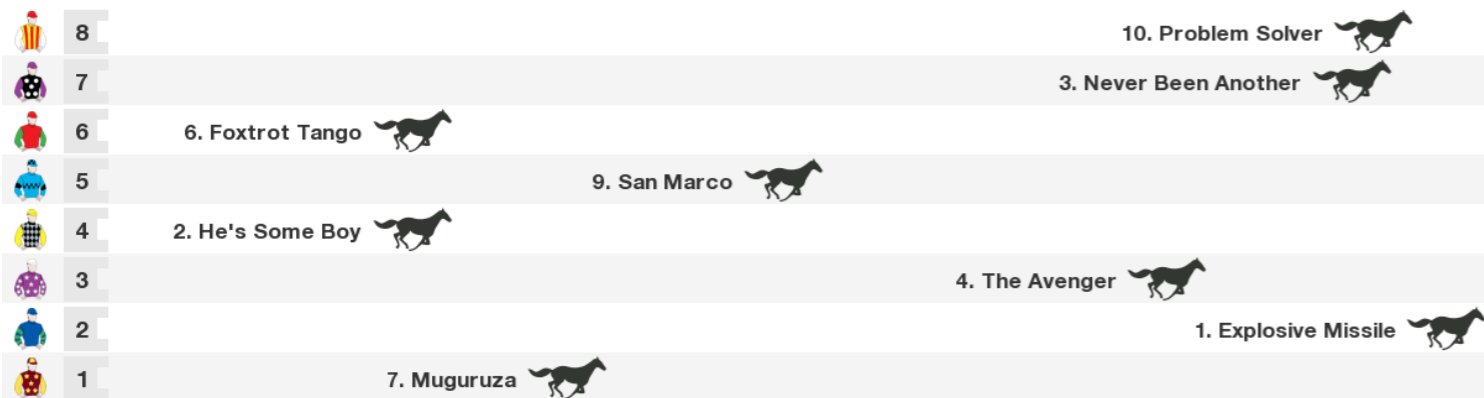 8 10. Problem Solver
7 3. Never Been Another
6 6. Foxtrot Tango
5 9. San Marco
4 2. He's Some Boy
3 4. The Avenger
2 1. Explosive Missile
1 7. Muguruza